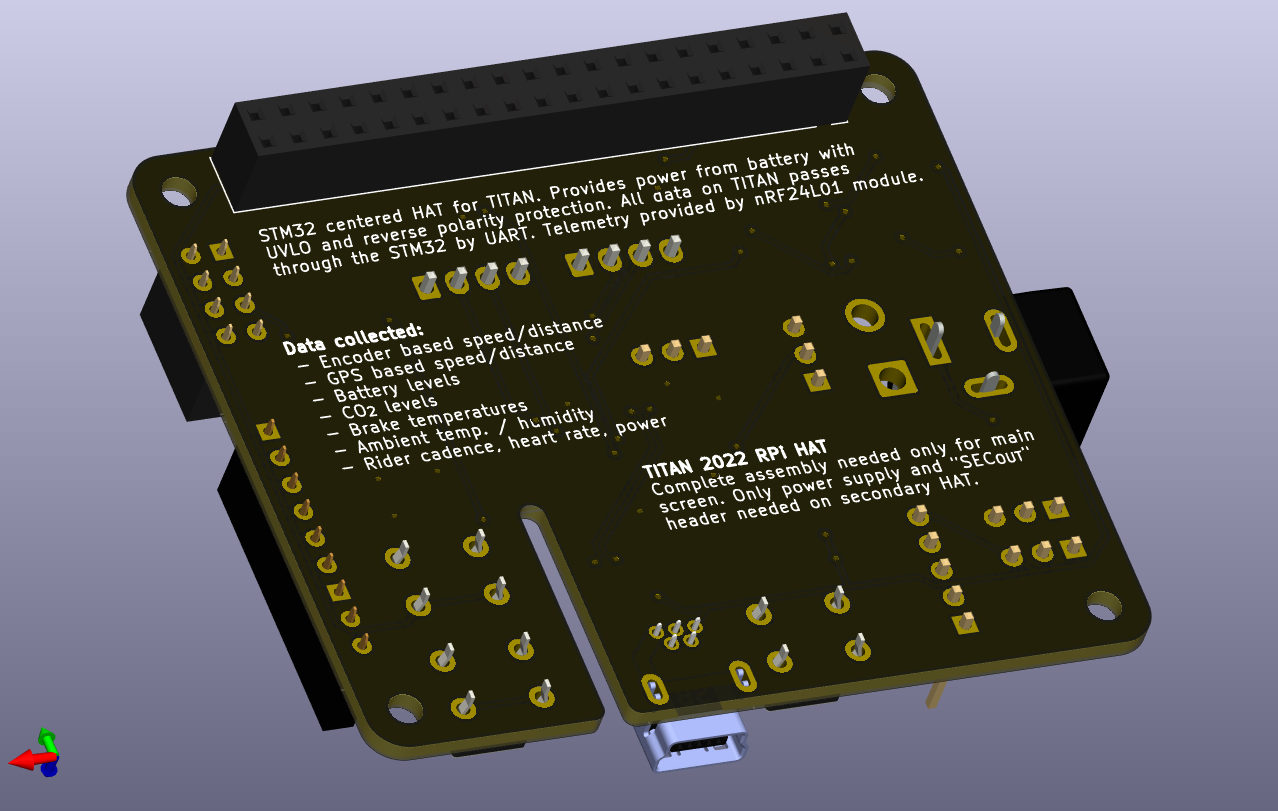 STM32 centered HAT for TITAN. Provides power from battery with
UVLO and reverse polarity protection. All data on TITAN passes
through the STM32 by UART. Telemetry provided by nRF24L01 module.
Data collected:
- Encoder based speed/distance
- GPS based speed/distance
- Battery levels
- CO2 levels
- Brake temperatures
- Ambient temp. / humidity
- Rider cadence, heart rate, power
TITAN 2022 RPi HAT
Complete assembly needed only for main
screen. Only power supply and "SECout"
header needed on secondary HAT.